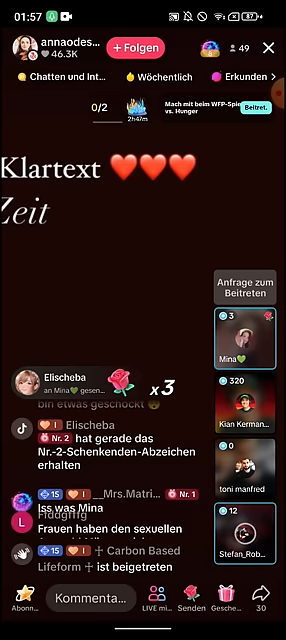 01:57
87
annaodes...
46.3K
+ Folgen
8
49
Chatten und Int...
Wöchentlich
Erkunden
0/2
2h47m
Mach mit beim WFP-Spie
vs. Hunger
Beitret.
Klartext ❤️❤️❤️
Zeit
Anfrage zum
Beitreten
3
Mina💚
320
Kian Kerman...
0
toni manfred
12
Stefan_Rob...
Elischeba
an Mina💚 gesen...
x3
bin etwas geschockt
I Elischeba
Nr. 2 hat gerade das
Nr.-2-Schenkenden-Abzeichen
erhalten
15 I __Mrs.Matri... Nr. 1
Iss was Mina
L
Frauen haben den sexuellen
15 I ☥ Carbon Based
Lifeform ☥ ist beigetreten
Abonn...
Kommenta...
LIVE mi...
Senden
Gesche...
30